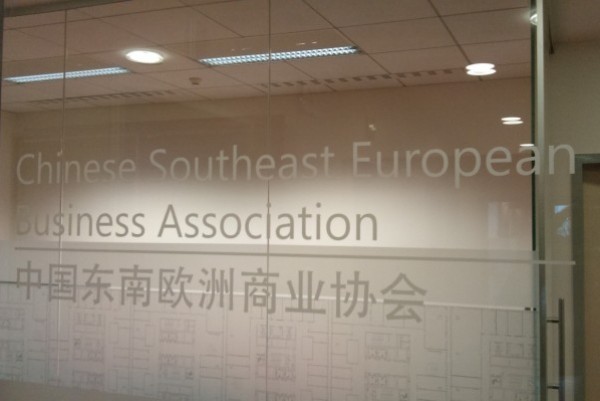 Chinese Southeast European
Business Association
中国东南欧洲商业协会